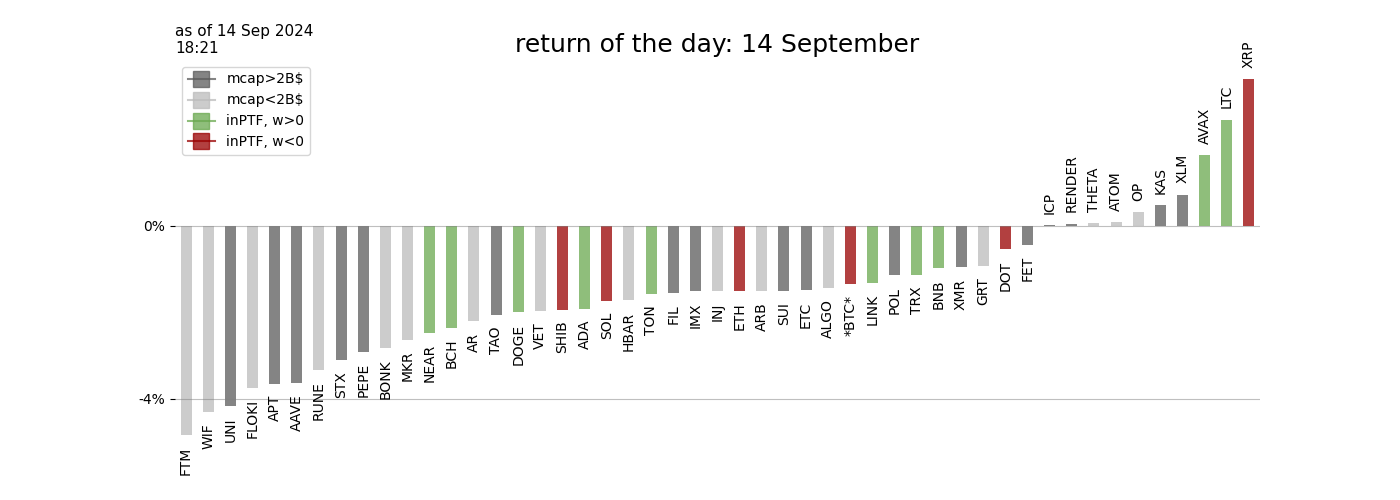 as of 14 Sep 2024
18:21
return of the day: 14 September
mcap>2B$
mcap<2B$
inPTF, w>0
inPTF, w<0
0%
-4%
FTM
WIF
UNI
FLOKI
APT
AAVE
RUNE
STX
PEPE
BONK
MKR
NEAR
BCH
AR
TAO
DOGE
VET
SHIB
ADA
SOL
HBAR
TON
FIL
IMX
INJ
ETH
ARB
SUI
ETC
ALGO
*BTC*
LINK
POL
TRX
BNB
XMR
GRT
DOT
FET
ICP
RENDER
THETA
ATOM
OP
KAS
XLM
AVAX
LTC
XRP